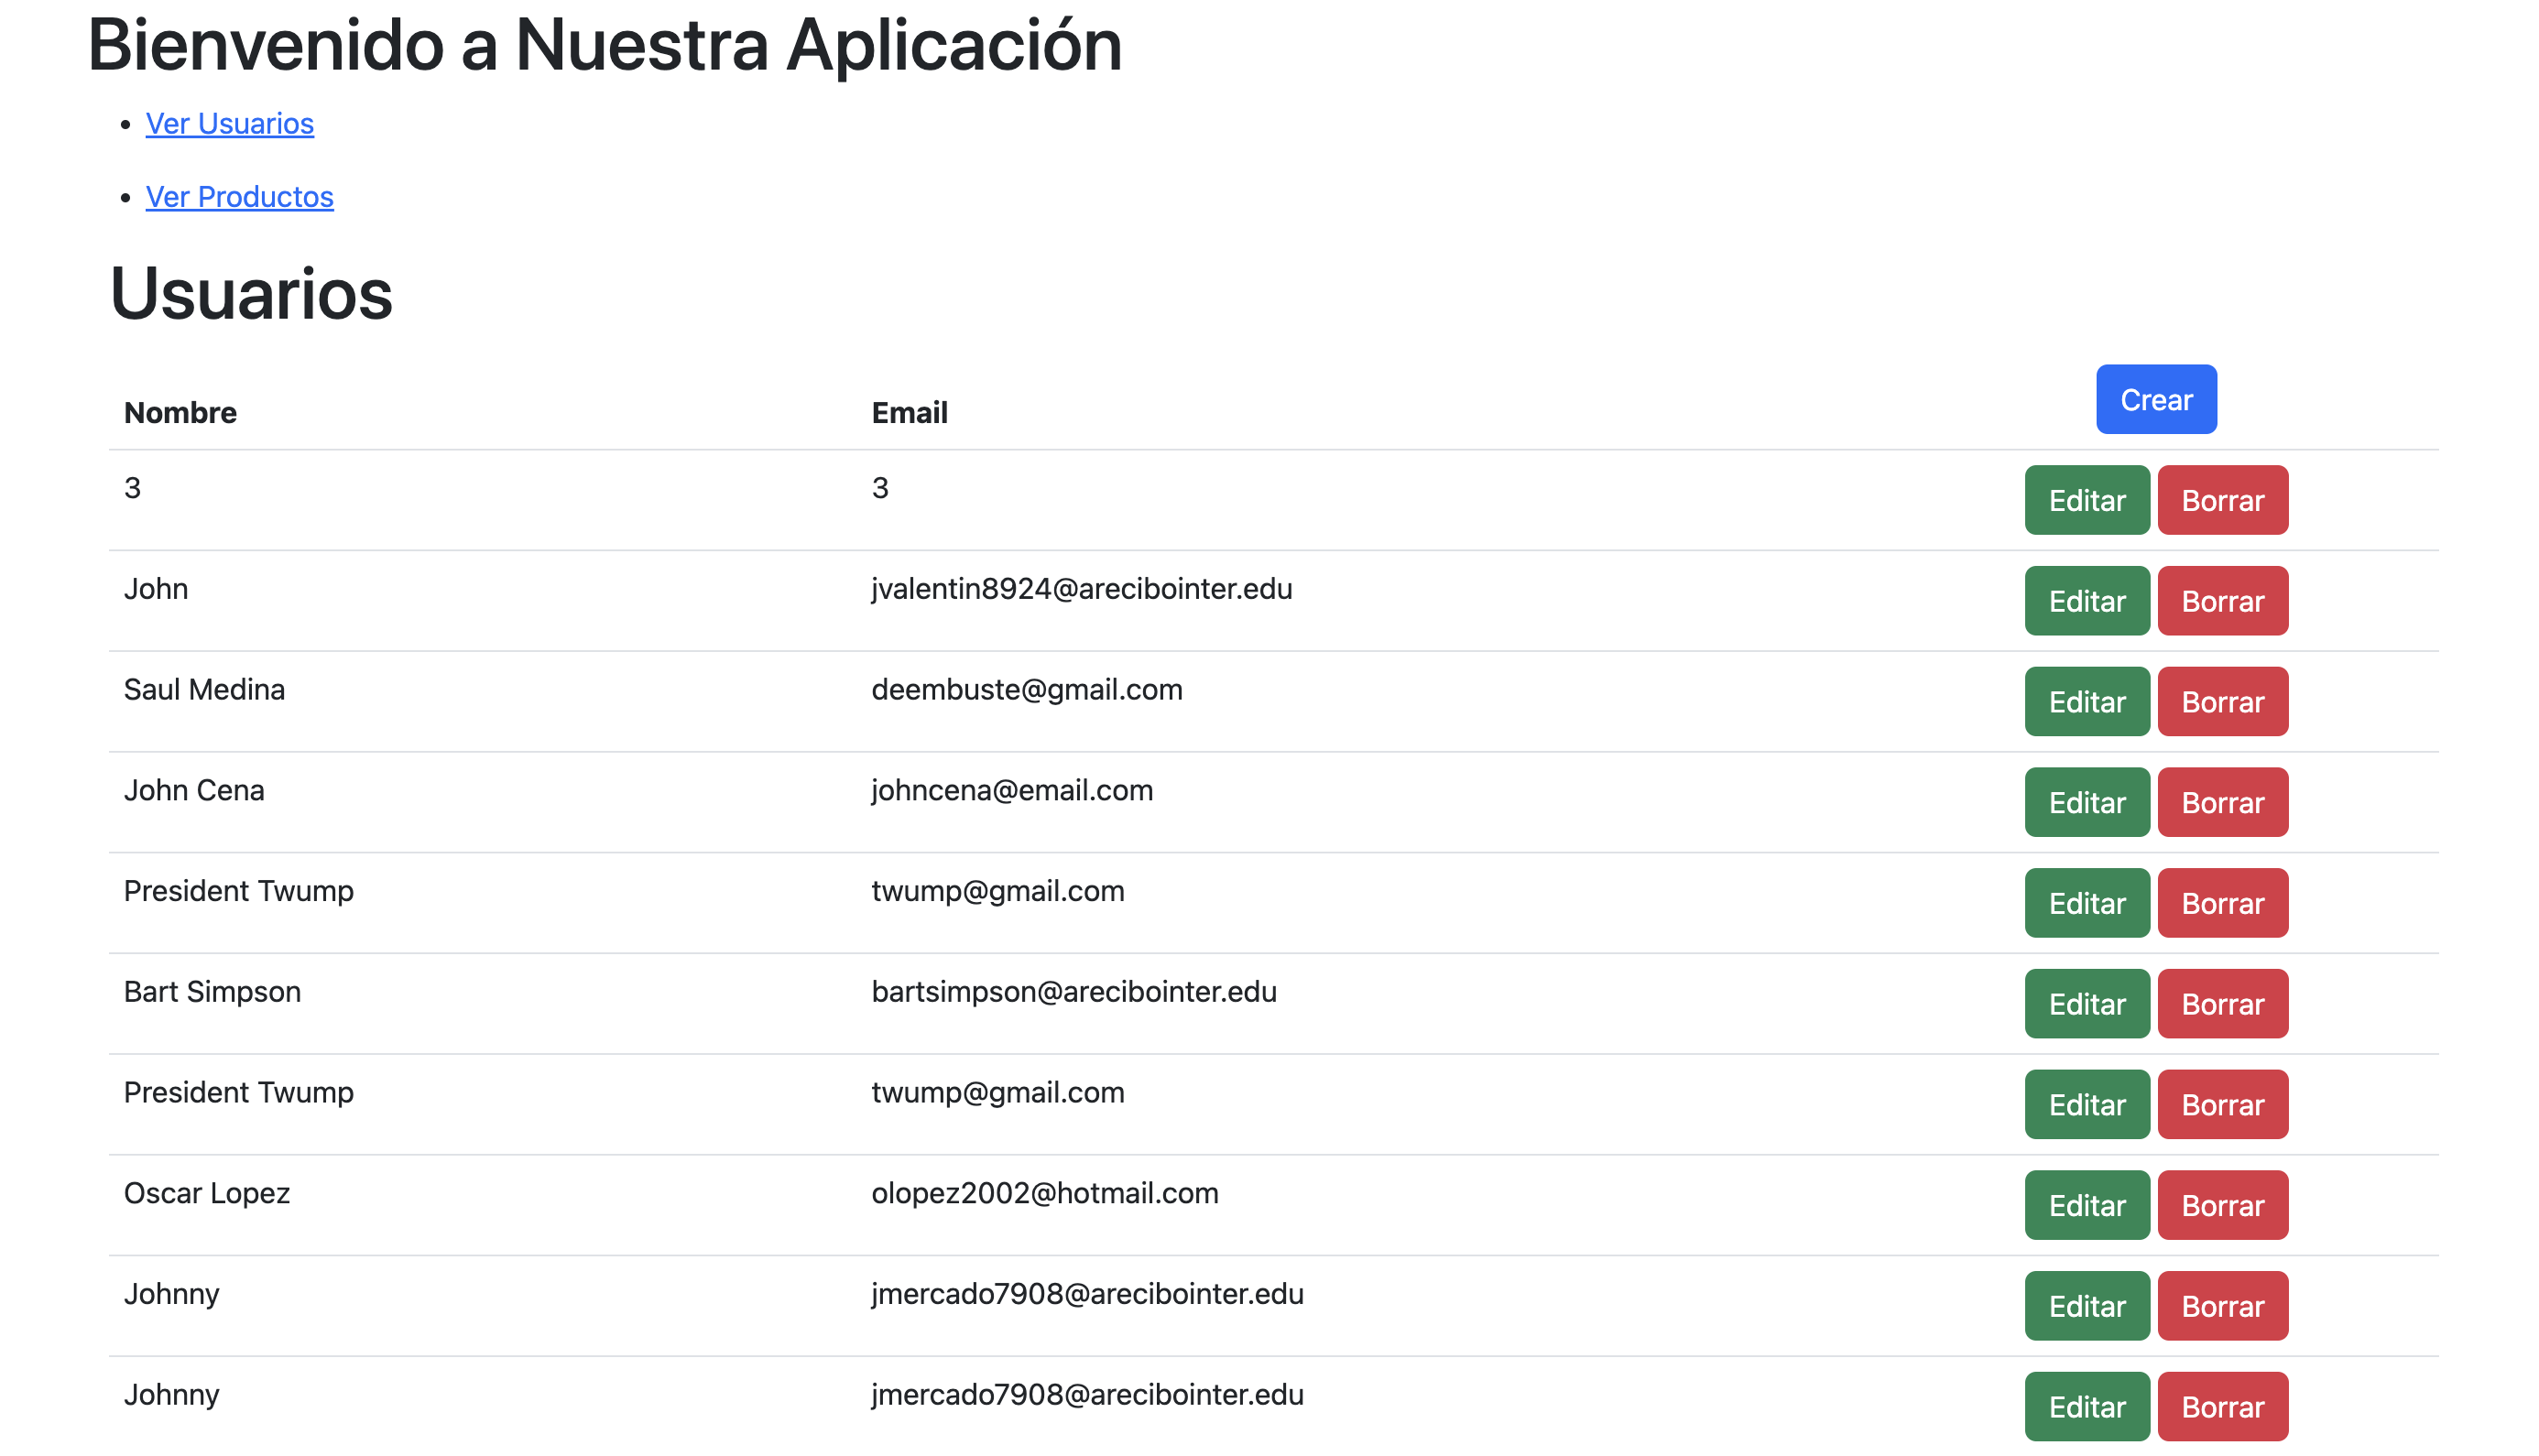 Bienvenido a Nuestra Aplicación
Ver Usuarios
Ver Productos
Usuarios
Nombre Email Crear
3 3 Editar Borrar
John jvalentin8924@arecibointer.edu Editar Borrar
Saul Medina deembuste@gmail.com Editar Borrar
John Cena johncena@email.com Editar Borrar
President Twump twump@gmail.com Editar Borrar
Bart Simpson bartsimpson@arecibointer.edu Editar Borrar
President Twump twump@gmail.com Editar Borrar
Oscar Lopez olopez2002@hotmail.com Editar Borrar
Johnny jmercado7908@arecibointer.edu Editar Borrar
Johnny jmercado7908@arecibointer.edu Editar Borrar